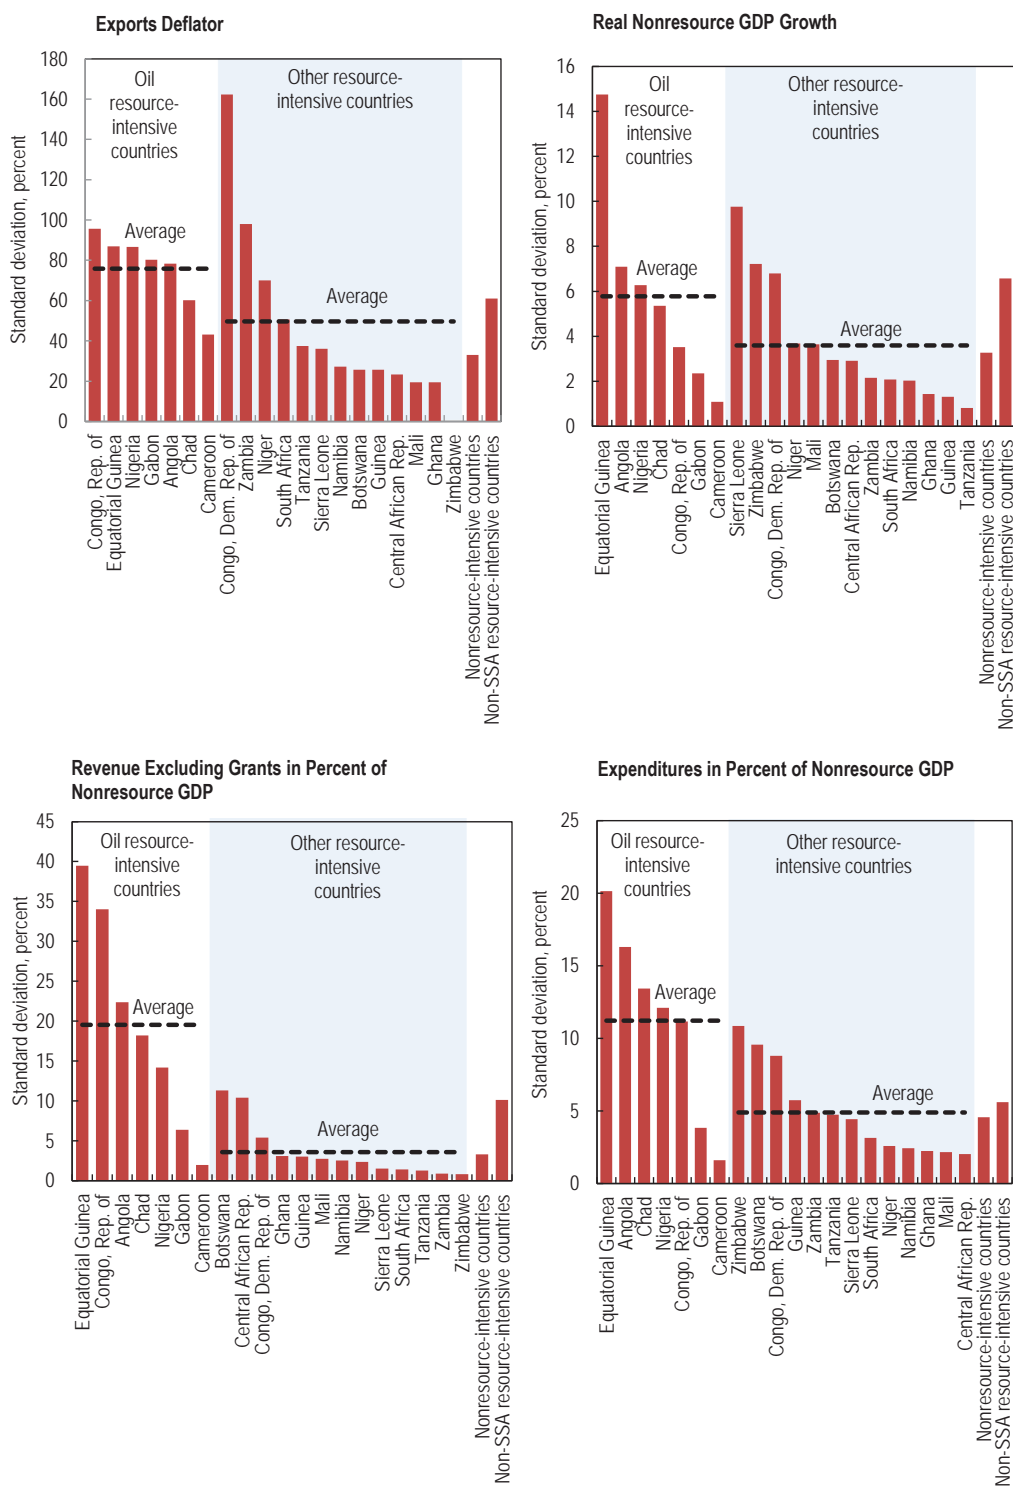 Exports Deflator
Standard deviation, percent
180
160
140
120
100
80
60
40
20
0
Oil
resource-
intensive
countries
Other resource-
intensive countries
Average
Average
Congo, Rep. of
Equatorial Guinea
Nigeria
Gabon
Angola
Chad
Cameroon
Congo, Dem. Rep. of
Zambia
Niger
South Africa
Tanzania
Sierra Leone
Namibia
Botswana
Guinea
Central African Rep.
Mali
Ghana
Zimbabwe
Nonresource-intensive countries
Non-SSA resource-intensive countries
Real Nonresource GDP Growth
Standard deviation, percent
16
14
12
10
8
6
4
2
0
Oil
resource-
intensive
countries
Other resource-
intensive
countries
Average
Average
Equatorial Guinea
Angola
Nigeria
Chad
Congo, Rep. of
Gabon
Cameroon
Sierra Leone
Zimbabwe
Congo, Dem. Rep. of
Niger
Mali
Botswana
Central African Rep.
Zambia
South Africa
Namibia
Ghana
Guinea
Tanzania
Nonresource-intensive countries
Non-SSA resource-intensive countries
Revenue Excluding Grants in Percent of
Nonresource GDP
Standard deviation, percent
45
40
35
30
25
20
15
10
5
0
Oil resource-
intensive
countries
Other resource-
intensive
countries
Average
Average
Equatorial Guinea
Congo, Rep. of
Angola
Chad
Nigeria
Gabon
Cameroon
Botswana
Central African Rep.
Congo, Dem. Rep. of
Ghana
Guinea
Mali
Namibia
Niger
Sierra Leone
South Africa
Tanzania
Zambia
Zimbabwe
Nonresource-intensive countries
Non-SSA resource-intensive countries
Expenditures in Percent of Nonresource GDP
Standard deviation, percent
25
20
15
10
5
0
Oil resource-
intensive
countries
Other resource-
intensive countries
Average
Average
Equatorial Guinea
Angola
Chad
Nigeria
Congo, Rep. of
Gabon
Cameroon
Zimbabwe
Botswana
Congo, Dem. Rep. of
Guinea
Zambia
Tanzania
Sierra Leone
South Africa
Niger
Namibia
Ghana
Mali
Central African Rep.
Nonresource-intensive countries
Non-SSA resource-intensive countries